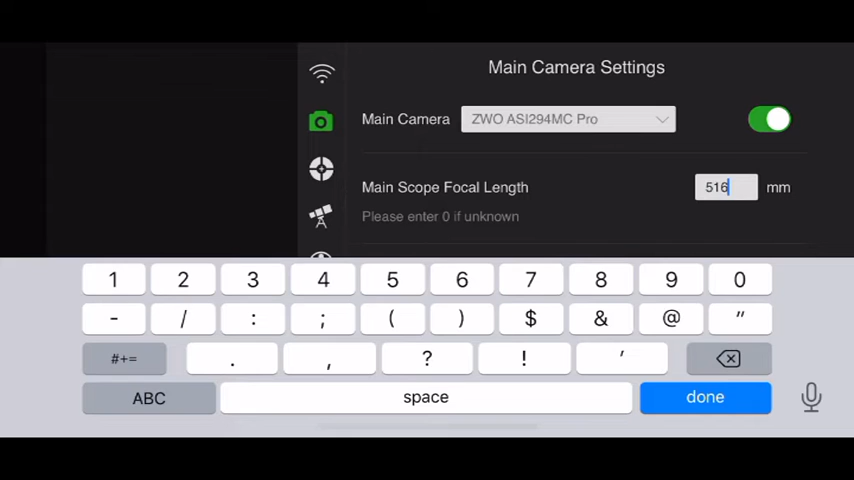 Main Camera Settings
Main Camera ZWO ASI294MC Pro
Main Scope Focal Length 516 mm
Please enter 0 if unknown
1 2 3 4 5 6 7 8 9 0
- / : ; ( ) $ & @ "
#+= . , ? ! '
ABC space done